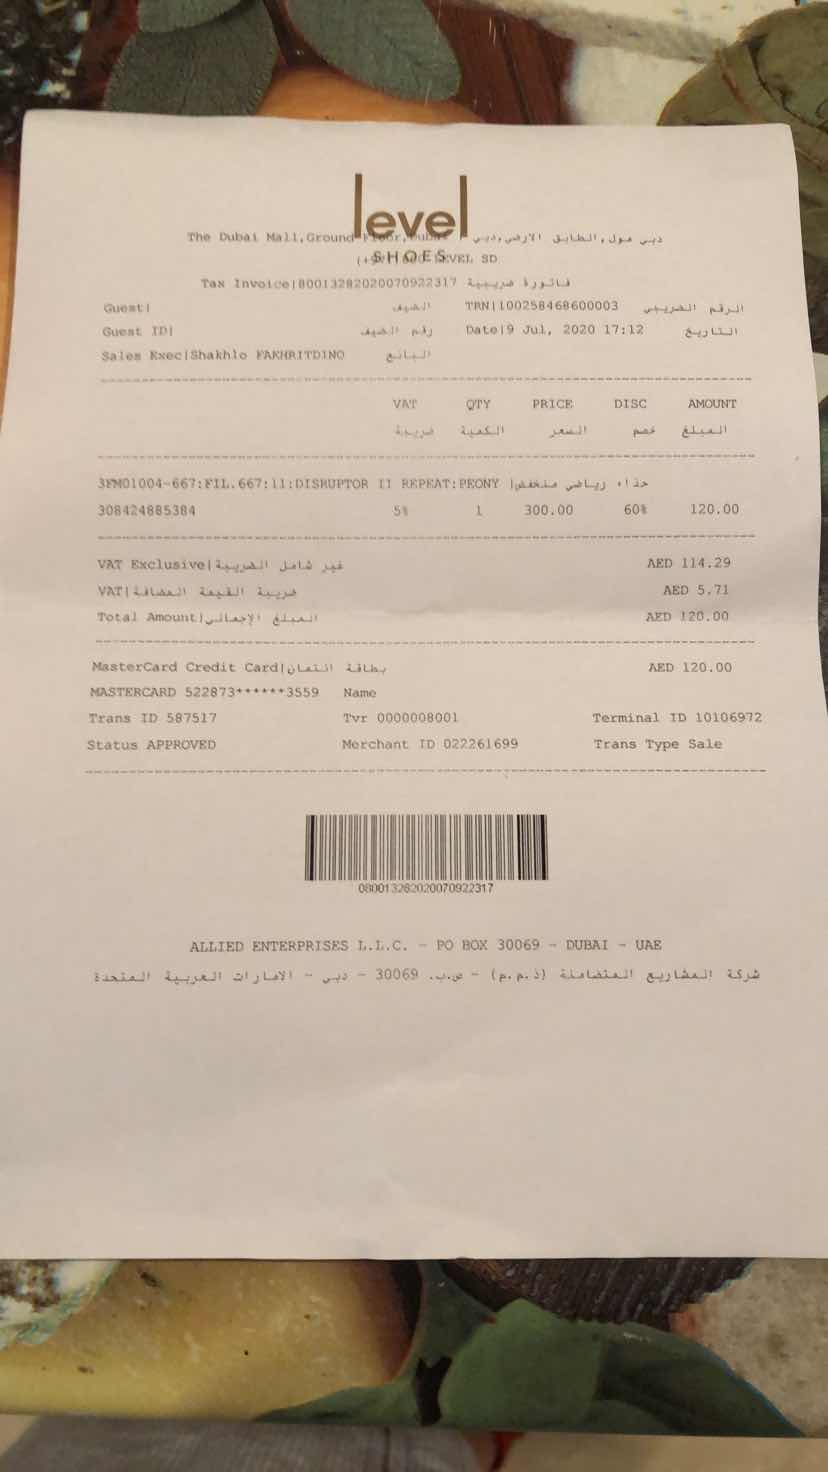 level
SHOES
The Dubai Mall,Ground Floor,Dubai | دبي مول,الطابق الارضي,دبي
LEVEL SD
Tax Invoice|80013282020070922317 فاتورة ضريبية
Guest| الضيف TRN|100258468600003 الرقم الضريبي
Guest ID| رقم الضيف Date|9 Jul, 2020 17:12 التاريخ
Sales Exec|Shakhlo FAKHRITDINO البائع
VAT QTY PRICE DISC AMOUNT
ضريبة الكمية السعر خصم المبلغ
3FM01004-667:FIL.667:11:DISRUPTOR II REPEAT:PEONY |حذاء رياضي منخفض
308424885384 5% 1 300.00 60% 120.00
VAT Exclusive|غير شامل الضريبة AED 114.29
VAT|ضريبة القيمة المضافة AED 5.71
Total Amount|المبلغ الإجمالي AED 120.00
MasterCard Credit Card|بطاقة ائتمان AED 120.00
MASTERCARD 522873******3559 Name
Trans ID 587517 Tvr 0000008001 Terminal ID 10106972
Status APPROVED Merchant ID 022261699 Trans Type Sale
080013282020070922317
ALLIED ENTERPRISES L.L.C. - PO BOX 30069 - DUBAI - UAE
شركة المشاريع المتضامنة (ذ.م.م) - ص.ب. 30069 - دبي - الامارات العربية المتحدة